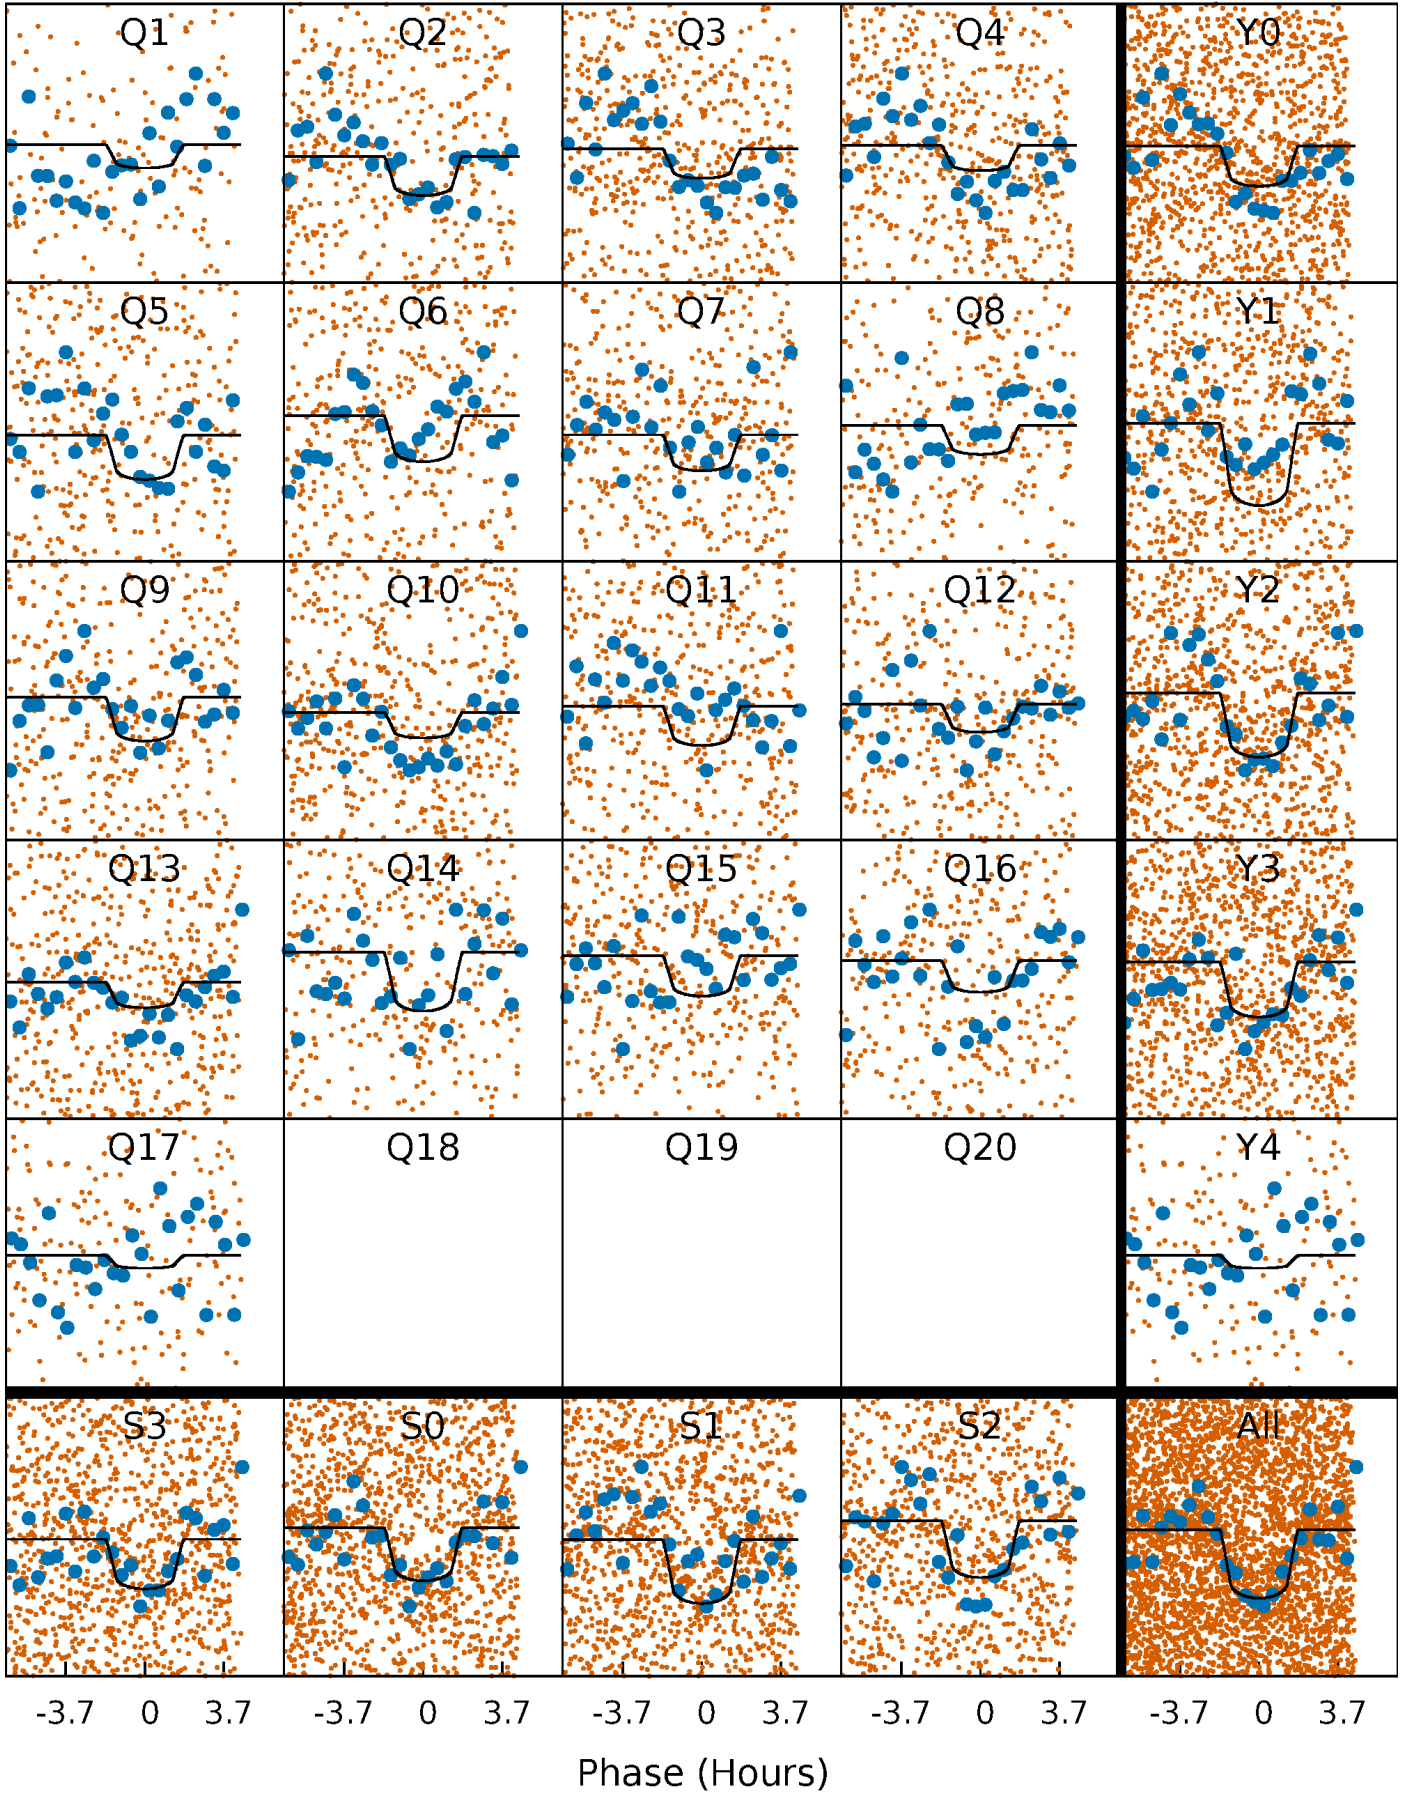 Q1 Q2 Q3 Q4 Y0
Q5 Q6 Q7 Q8 Y1
Q9 Q10 Q11 Q12 Y2
Q13 Q14 Q15 Q16 Y3
Q17 Q18 Q19 Q20 Y4
S3 S0 S1 S2 All
-3.7 0 3.7 -3.7 0 3.7 -3.7 0 3.7 -3.7 0 3.7 -3.7 0 3.7
Phase (Hours)